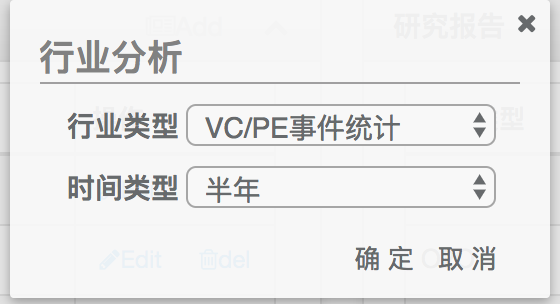 Add
研究报告
行业分析
行业类型 VC/PE事件统计
型
时间类型 半年
Edit del
确 定 取 消